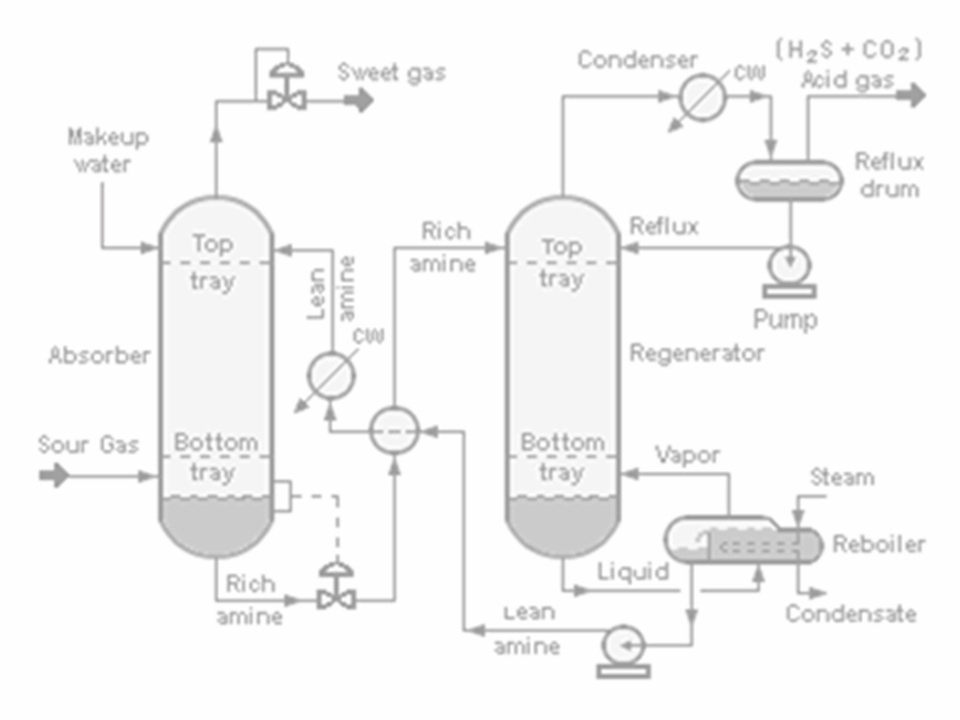 Sweet gas
Condenser
CW
(H2S + CO2)
Acid gas
Makeup
water
Reflux
drum
Top
tray
Lean
amine
Rich
amine
Top
tray
Reflux
Pump
Absorber
CW
Regenerator
Sour Gas
Bottom
tray
Bottom
tray
Vapor
Steam
Reboiler
Rich
amine
Liquid
Condensate
Lean
amine